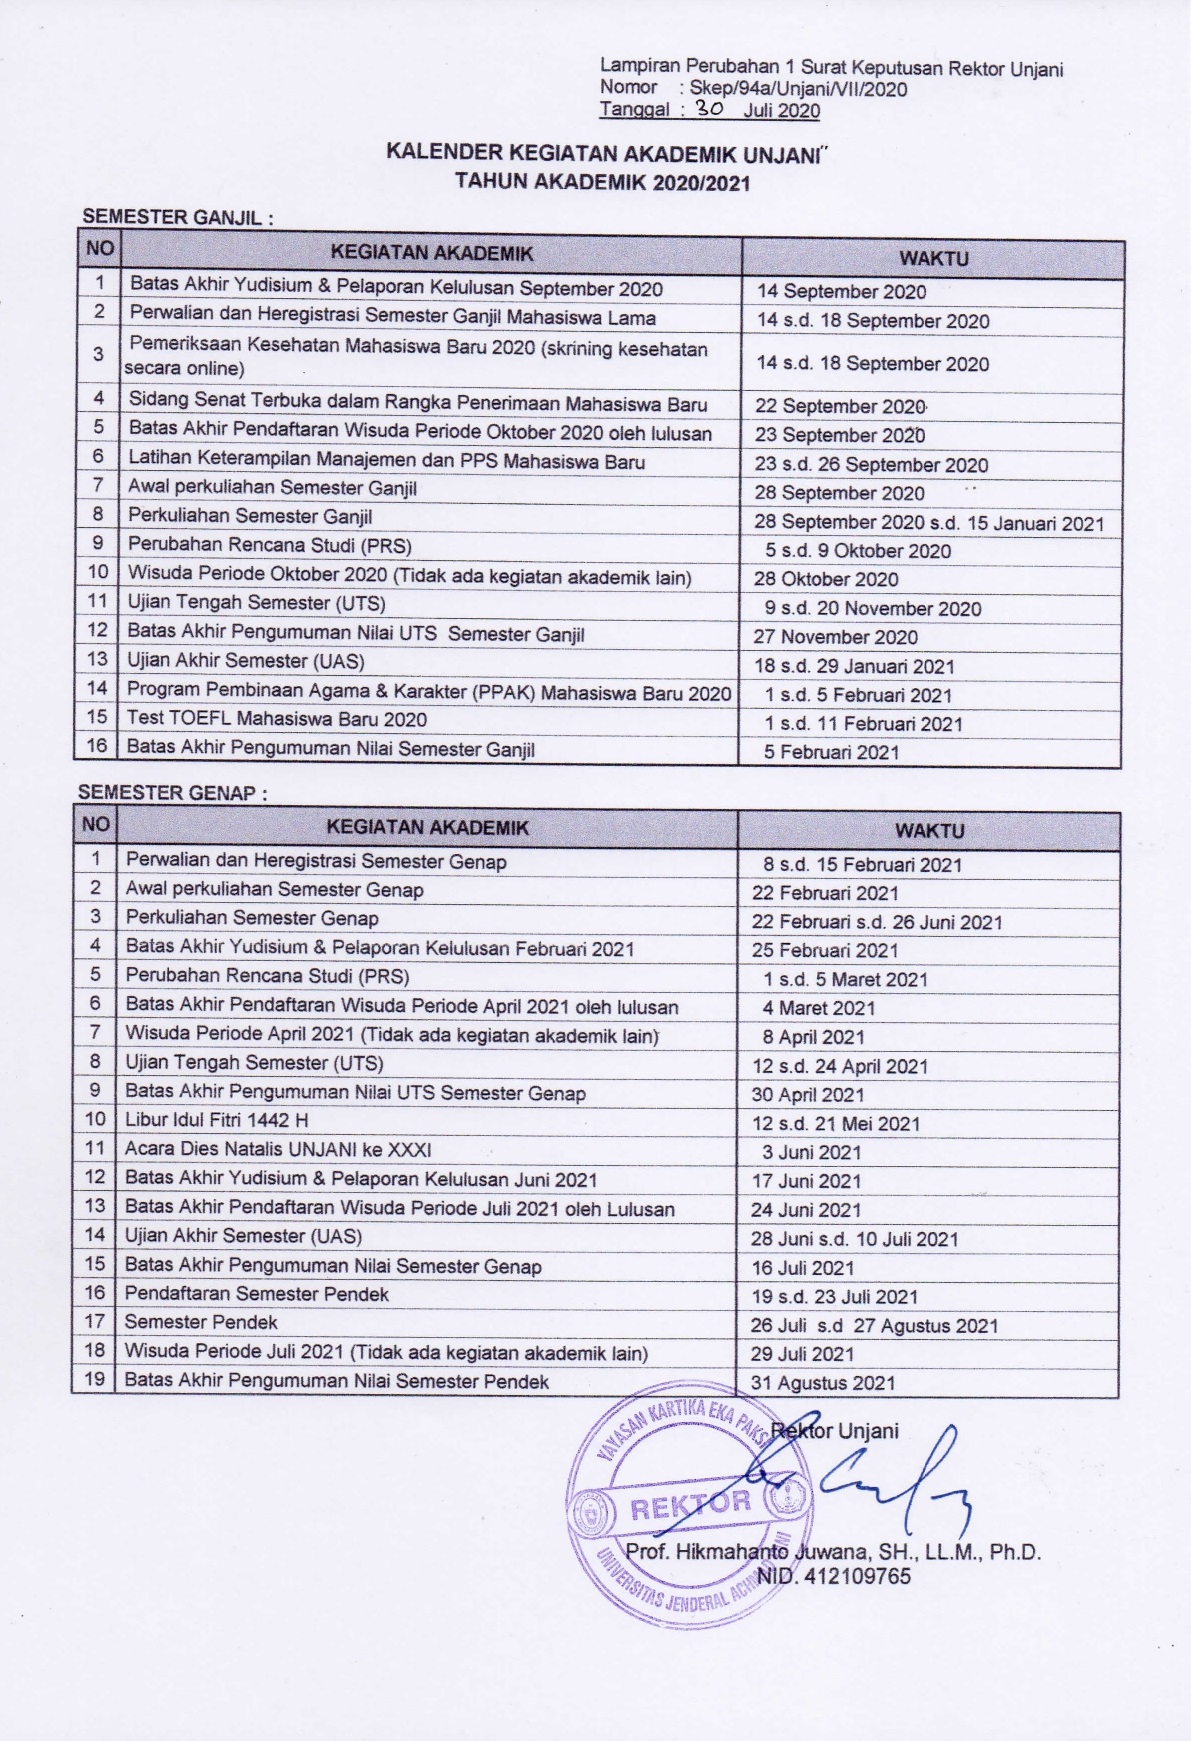 Lampiran Perubahan 1 Surat Keputusan Rektor Unjani
Nomor : Skep/94a/Unjani/VII/2020
Tanggal : 30 Juli 2020
KALENDER KEGIATAN AKADEMIK UNJANI
TAHUN AKADEMIK 2020/2021
SEMESTER GANJIL :
NO KEGIATAN AKADEMIK WAKTU
1 Batas Akhir Yudisium & Pelaporan Kelulusan September 2020 14 September 2020
2 Perwalian dan Heregistrasi Semester Ganjil Mahasiswa Lama 14 s.d. 18 September 2020
3 Pemeriksaan Kesehatan Mahasiswa Baru 2020 (skrining kesehatan
secara online) 14 s.d. 18 September 2020
4 Sidang Senat Terbuka dalam Rangka Penerimaan Mahasiswa Baru 22 September 2020
5 Batas Akhir Pendaftaran Wisuda Periode Oktober 2020 oleh lulusan 23 September 2020
6 Latihan Keterampilan Manajemen dan PPS Mahasiswa Baru 23 s.d. 26 September 2020
7 Awal perkuliahan Semester Ganjil 28 September 2020
8 Perkuliahan Semester Ganjil 28 September 2020 s.d. 15 Januari 2021
9 Perubahan Rencana Studi (PRS) 5 s.d. 9 Oktober 2020
10 Wisuda Periode Oktober 2020 (Tidak ada kegiatan akademik lain) 28 Oktober 2020
11 Ujian Tengah Semester (UTS) 9 s.d. 20 November 2020
12 Batas Akhir Pengumuman Nilai UTS Semester Ganjil 27 November 2020
13 Ujian Akhir Semester (UAS) 18 s.d. 29 Januari 2021
14 Program Pembinaan Agama & Karakter (PPAK) Mahasiswa Baru 2020 1 s.d. 5 Februari 2021
15 Test TOEFL Mahasiswa Baru 2020 1 s.d. 11 Februari 2021
16 Batas Akhir Pengumuman Nilai Semester Ganjil 5 Februari 2021
SEMESTER GENAP :
NO KEGIATAN AKADEMIK WAKTU
1 Perwalian dan Heregistrasi Semester Genap 8 s.d. 15 Februari 2021
2 Awal perkuliahan Semester Genap 22 Februari 2021
3 Perkuliahan Semester Genap 22 Februari s.d. 26 Juni 2021
4 Batas Akhir Yudisium & Pelaporan Kelulusan Februari 2021 25 Februari 2021
5 Perubahan Rencana Studi (PRS) 1 s.d. 5 Maret 2021
6 Batas Akhir Pendaftaran Wisuda Periode April 2021 oleh lulusan 4 Maret 2021
7 Wisuda Periode April 2021 (Tidak ada kegiatan akademik lain) 8 April 2021
8 Ujian Tengah Semester (UTS) 12 s.d. 24 April 2021
9 Batas Akhir Pengumuman Nilai UTS Semester Genap 30 April 2021
10 Libur Idul Fitri 1442 H 12 s.d. 21 Mei 2021
11 Acara Dies Natalis UNJANI ke XXXI 3 Juni 2021
12 Batas Akhir Yudisium & Pelaporan Kelulusan Juni 2021 17 Juni 2021
13 Batas Akhir Pendaftaran Wisuda Periode Juli 2021 oleh Lulusan 24 Juni 2021
14 Ujian Akhir Semester (UAS) 28 Juni s.d. 10 Juli 2021
15 Batas Akhir Pengumuman Nilai Semester Genap 16 Juli 2021
16 Pendaftaran Semester Pendek 19 s.d. 23 Juli 2021
17 Semester Pendek 26 Juli s.d 27 Agustus 2021
18 Wisuda Periode Juli 2021 (Tidak ada kegiatan akademik lain) 29 Juli 2021
19 Batas Akhir Pengumuman Nilai Semester Pendek 31 Agustus 2021
Rektor Unjani
YAYASAN KARTIKA EKA PAKSI
REKTOR
UNIVERSITAS JENDERAL ACHMAD YANI
Prof. Hikmahanto Juwana, SH., LL.M., Ph.D.
NID. 412109765